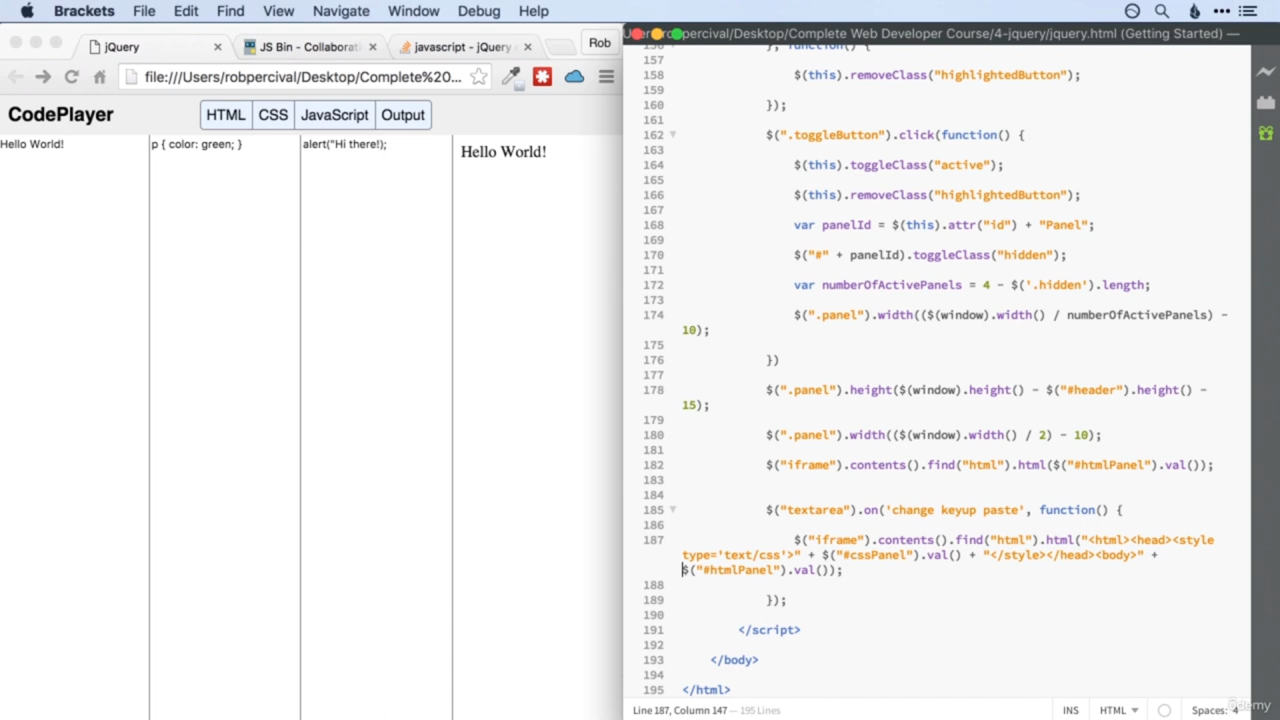 Brackets File Edit Find View Navigate Window Debug Help
jQuery × JS Bin - Collaborati × javascript - jQuery × Rob
percival/Desktop/Complete Web Developer Course/4-jquery/jquery.html (Getting Started) —
file:///Users/robpercival/Desktop/Complete%20...
CodePlayer HTML CSS JavaScript Output
Hello World! p { color: green; } alert("Hi there!); Hello World!
156 }, function() {
157
158 $(this).removeClass("highlightedButton");
159
160 });
161
162 $(".toggleButton").click(function() {
163
164 $(this).toggleClass("active");
165
166 $(this).removeClass("highlightedButton");
167
168 var panelId = $(this).attr("id") + "Panel";
169
170 $("#" + panelId).toggleClass("hidden");
171
172 var numberOfActivePanels = 4 - $('.hidden').length;
173
174 $(".panel").width(($(window).width() / numberOfActivePanels) -
10);
175
176 })
177
178 $(".panel").height($(window).height() - $("#header").height() -
15);
179
180 $(".panel").width(($(window).width() / 2) - 10);
181
182 $("iframe").contents().find("html").html($("#htmlPanel").val());
183
184
185 $("textarea").on('change keyup paste', function() {
186
187 $("iframe").contents().find("html").html("<html><head><style
type='text/css'>" + $("#cssPanel").val() + "</style></head><body>" +
$("#htmlPanel").val());
188
189 });
190
191 </script>
192
193 </body>
194
195 </html>
Line 187, Column 147 — 195 Lines INS HTML Spaces: 4
ûdemy